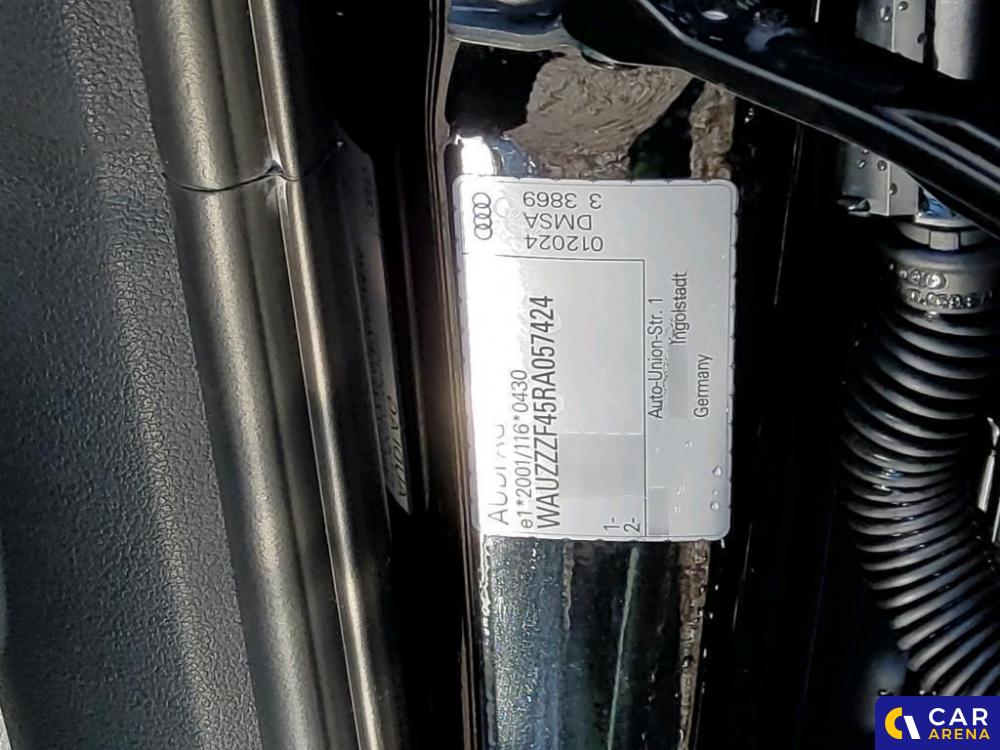 AUDI AG
e1*2001/116*0430
WAUZZZF45RA057424
1-
2-
Auto-Union-Str. 1
Ingolstadt
Germany
012024
DMSA
3 3869
CAR
ARENA